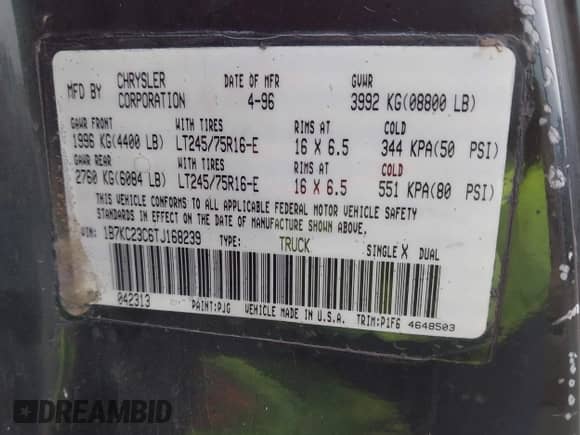 MFD BY CHRYSLER CORPORATION DATE OF MFR 4-96 GVWR 3992 KG(08800 LB)
GAWR FRONT WITH TIRES RIMS AT COLD
1996 KG(4400 LB) LT245/75R16-E 16 X 6.5 344 KPA(50 PSI)
GAWR REAR WITH TIRES RIMS AT COLD
2760 KG(6084 LB) LT245/75R16-E 16 X 6.5 551 KPA(80 PSI)
THIS VEHICLE CONFORMS TO ALL APPLICABLE FEDERAL MOTOR VEHICLE SAFETY
STANDARDS IN EFFECT ON THE DATE OF MANUFACTURE SHOWN ABOVE.
VIN: 1B7KC23C6TJ168239 TYPE: TRUCK SINGLE X DUAL
042313 PAINT:PJG VEHICLE MADE IN U.S.A. TRIM:P1F6 4648503
DREAMBID